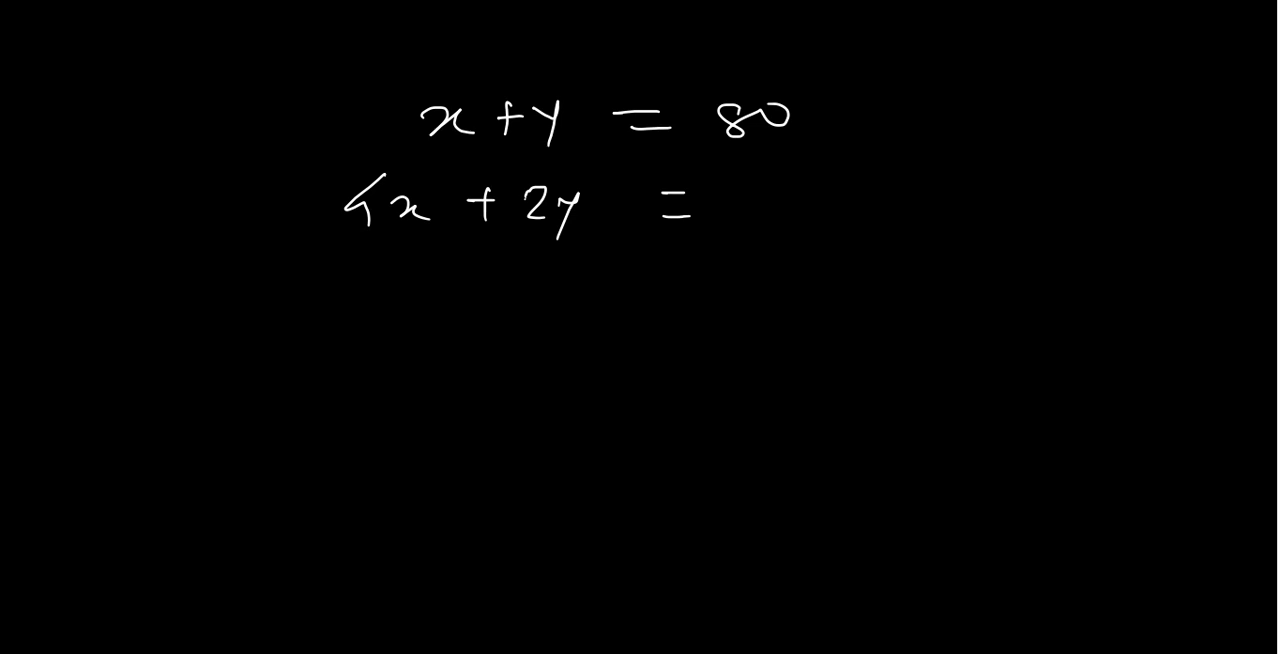 x + y = 80
4x + 2y =